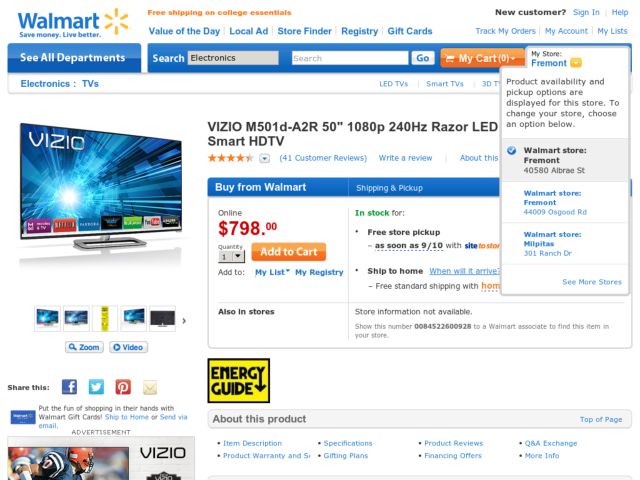 Walmart
Save money. Live better.
Free shipping on college essentials
New customer? Sign In | Help
Value of the Day | Local Ad | Store Finder | Registry | Gift Cards
Track My Orders | My Account | My Lists
See All Departments
Search Electronics
Search
Go
My Cart (0)
My Store:
Fremont
Electronics : TVs
LED TVs | Smart TVs | 3D T
Product availability and
pickup options are
displayed for this store. To
change your store, choose
an option below.
Walmart store:
Fremont
40580 Albrae St
Walmart store:
Fremont
44009 Osgood Rd
Walmart store:
Milpitas
301 Ranch Dr
See More Stores
VIZIO M501d-A2R 50" 1080p 240Hz Razor LED
Smart HDTV
(41 Customer Reviews) | Write a review | About this
VIZIO
Buy from Walmart
Shipping & Pickup
Online
$798.00
Quantity
1
Add to Cart
Add to: My List My Registry
In stock for:
• Free store pickup
– as soon as 9/10 with site to stor
• Ship to home When will it arrive?
– Free standard shipping with hom
Also in stores
Store information not available.
Show this number 0084522600928 to a Walmart associate to find this item in
your store.
Zoom
Video
ENERGY
GUIDE
Share this:
Walmart
Put the fun of shopping in their hands with
Walmart Gift Cards! Ship to Home or Send via
email.
ADVERTISEMENT
VIZIO
About this product
Top of Page
• Item Description
• Specifications
• Product Reviews
• Q&A Exchange
• Product Warranty and Se
• Gifting Plans
• Financing Offers
• More Info